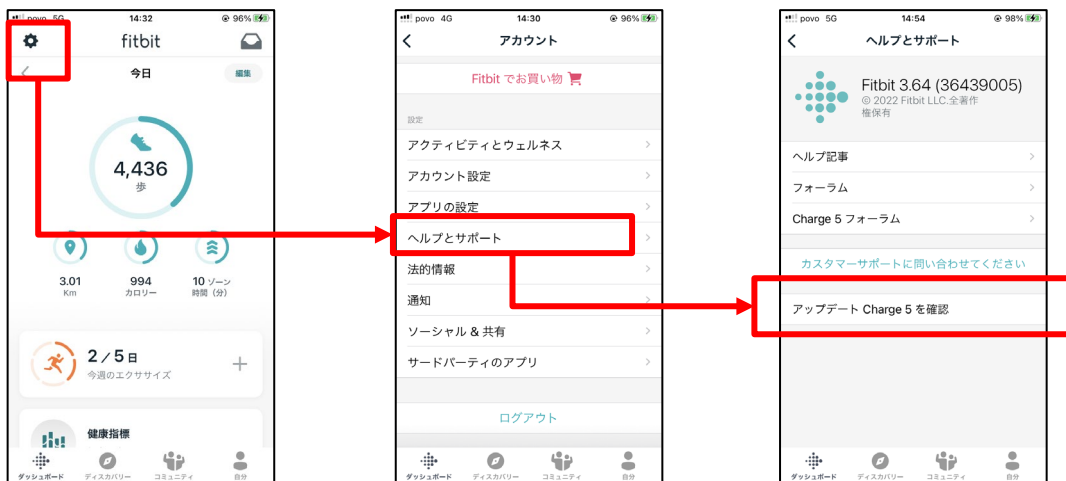 povo 5G 14:32 96%
fitbit
今日
編集
4,436
歩
3.01
Km
994
カロリー
10 ゾーン
時間（分）
2 / 5 日
今週のエクササイズ
健康指標
ダッシュボード ディスカバリー コミュニティ 自分
povo 4G 14:30 96%
アカウント
Fitbit でお買い物
設定
アクティビティとウェルネス
アカウント設定
アプリの設定
ヘルプとサポート
法的情報
通知
ソーシャル & 共有
サードパーティのアプリ
ログアウト
ダッシュボード ディスカバリー コミュニティ 自分
povo 5G 14:54 98%
ヘルプとサポート
Fitbit 3.64 (36439005)
© 2022 Fitbit LLC.全著作
権保有
ヘルプ記事
フォーラム
Charge 5 フォーラム
カスタマーサポートに問い合わせてください
アップデート Charge 5 を確認
ダッシュボード ディスカバリー コミュニティ 自分